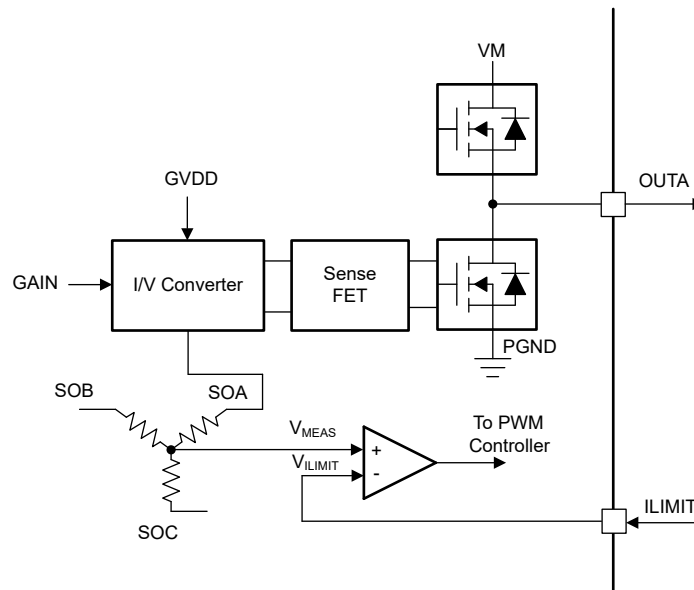 VM
OUTA
GVDD
GAIN
I/V Converter
Sense
FET
PGND
SOB
SOA
SOC
VMEAS
VILIMIT
+
-
To PWM
Controller
ILIMIT